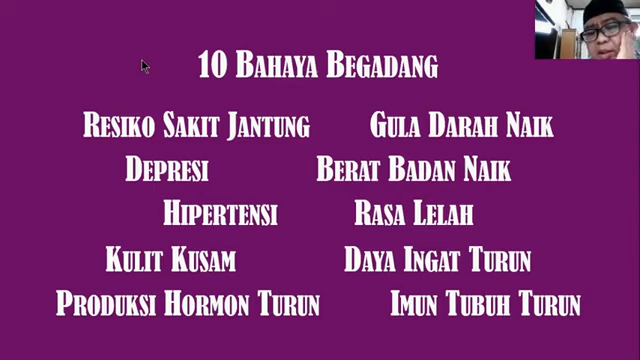 10 Bahaya Begadang
Resiko Sakit Jantung Gula Darah Naik
Depresi Berat Badan Naik
Hipertensi Rasa Lelah
Kulit Kusam Daya Ingat Turun
Produksi Hormon Turun Imun Tubuh Turun